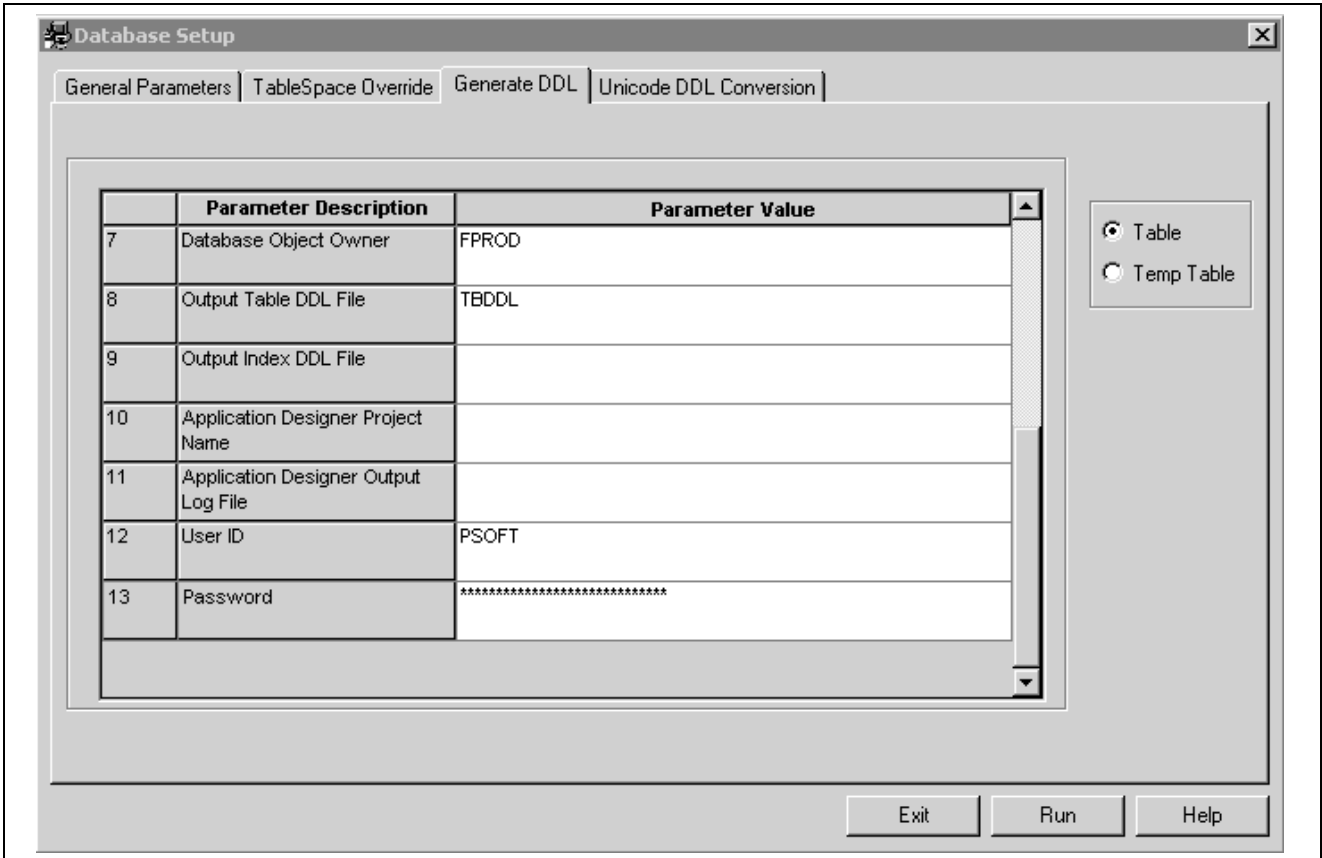 Database Setup
General Parameters TableSpace Override Generate DDL Unicode DDL Conversion
Parameter Description Parameter Value
7 Database Object Owner FPROD
8 Output Table DDL File TBDDL
9 Output Index DDL File
10 Application Designer Project
Name
11 Application Designer Output
Log File
12 User ID PSOFT
13 Password *****************************
Table
Temp Table
Exit Run Help